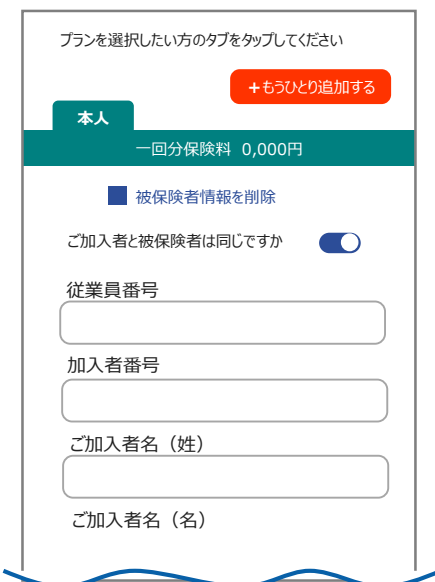 プランを選択したい方のタブをタップしてください
+もうひとり追加する
本人
一回分保険料 0,000円
被保険者情報を削除
ご加入者と被保険者は同じですか
従業員番号
加入者番号
ご加入者名（姓）
ご加入者名（名）